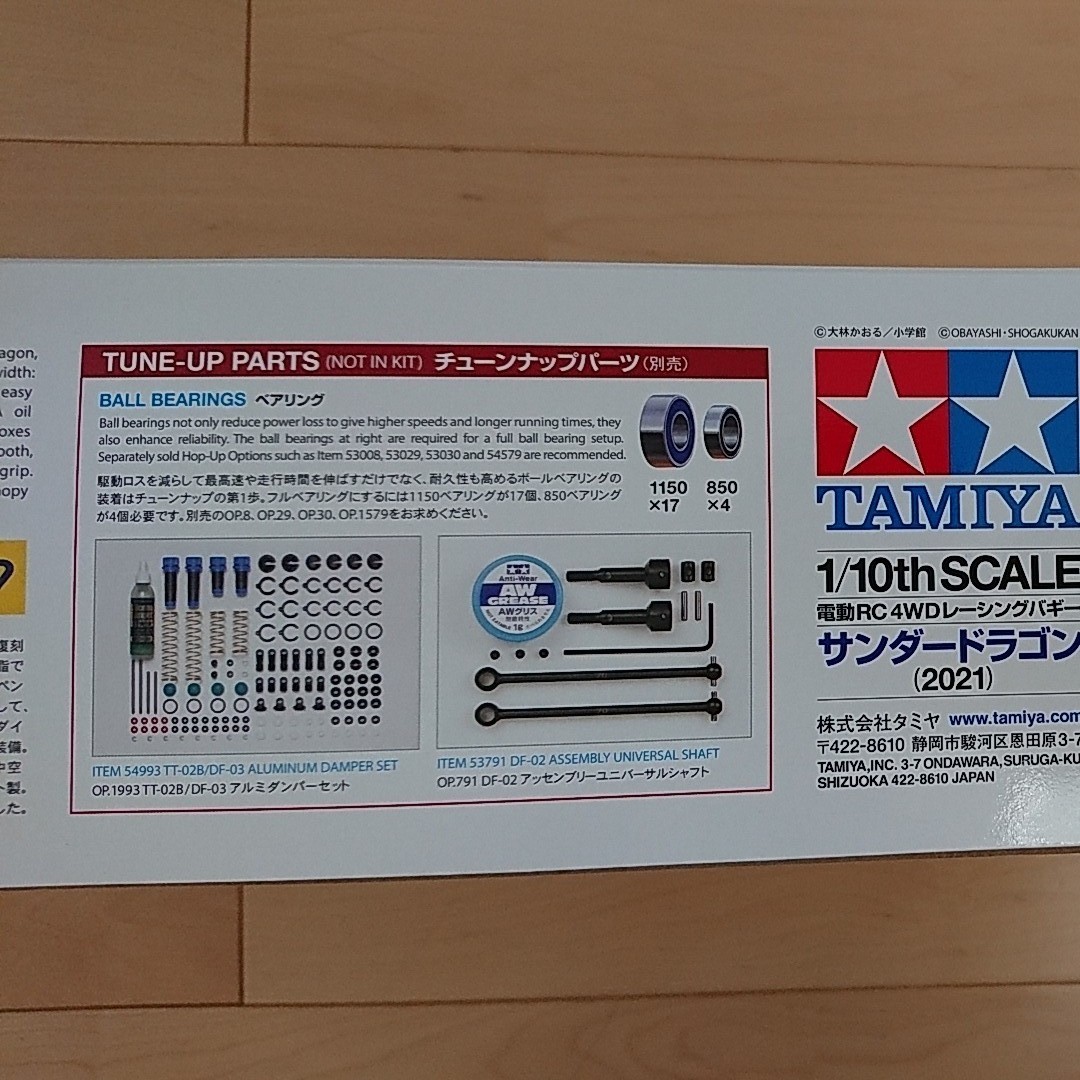 agon,
vidth:
easy
oil
oxes
ooth,
grip.
nopy
復刻
脂で
ペン
して、
ダイ
装備。
中空
製。
した。
TUNE-UP PARTS (NOT IN KIT) チューンナップパーツ(別売)
BALL BEARINGS ベアリング
Ball bearings not only reduce power loss to give higher speeds and longer running times, they
also enhance reliability. The ball bearings at right are required for a full ball bearing setup.
Separately sold Hop-Up Options such as Item 53008, 53029, 53030 and 54579 are recommended.
駆動ロスを減らして最高速や走行時間を伸ばすだけでなく、耐久性も高めるボールベアリングの
装着はチューンナップの第1歩。フルベアリングにするには1150ベアリングが17個、850ベアリング
が4個必要です。別売のOP.8、OP.29、OP.30、OP.1579をお求めください。
1150 850
×17 ×4
Anti-Wear
AW
GREASE
AWグリス
1g
ITEM 54993 TT-02B/DF-03 ALUMINUM DAMPER SET
OP.1993 TT-02B/DF-03 アルミダンパーセット
ITEM 53791 DF-02 ASSEMBLY UNIVERSAL SHAFT
OP.791 DF-02 アッセンブリーユニバーサルシャフト
©大林かおる/小学館 ©OBAYASHI・SHOGAKUKAN
TAMIYA
1/10th SCALE
電動RC 4WDレーシングバギー
サンダードラゴン
(2021)
株式会社タミヤ www.tamiya.com
〒422-8610 静岡市駿河区恩田原3-7
TAMIYA,INC. 3-7 ONDAWARA, SURUGA-KU
SHIZUOKA 422-8610 JAPAN